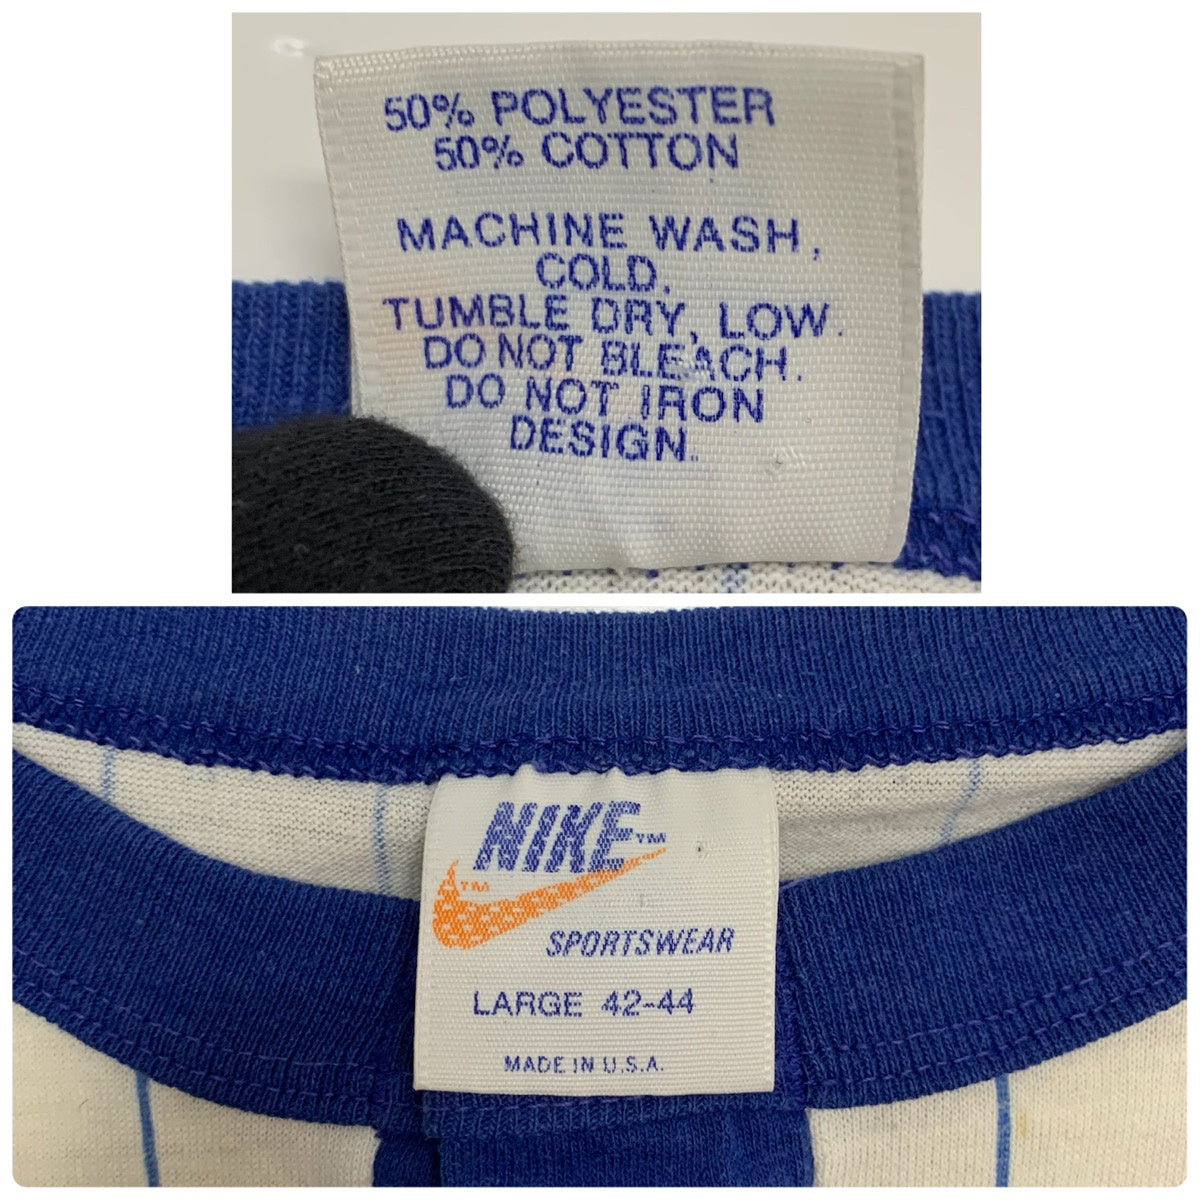 50% POLYESTER
50% COTTON
MACHINE WASH,
COLD.
TUMBLE DRY, LOW.
DO NOT BLEACH.
DO NOT IRON
DESIGN.
NIKE™
™
SPORTSWEAR
LARGE 42-44
MADE IN U.S.A.